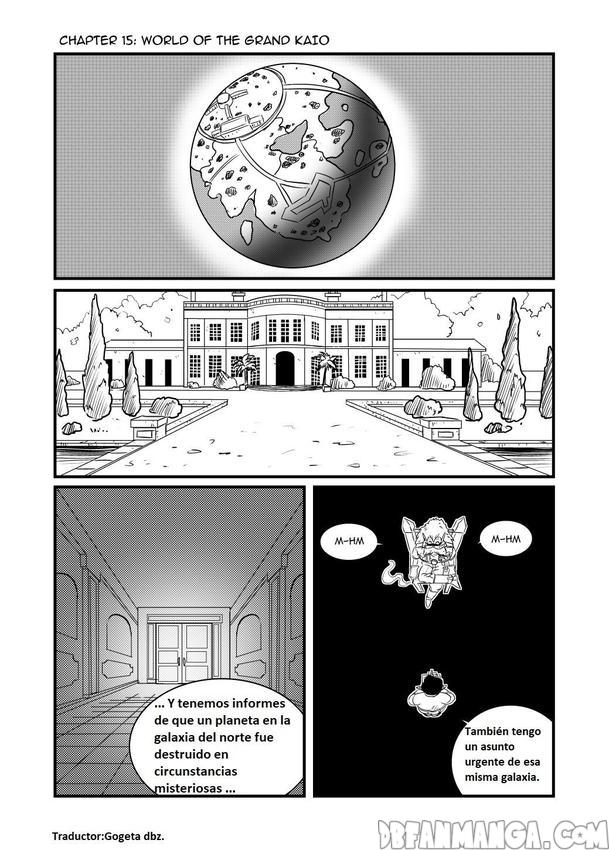 CHAPTER 15: WORLD OF THE GRAND KAIO
M-HM
M-HM
... Y tenemos informes
de que un planeta en la
galaxia del norte fue
destruido en
circunstancias
misteriosas ...
También tengo
un asunto
urgente de esa
misma galaxia.
Traductor:Gogeta dbz.
DBFANMANGA.COM